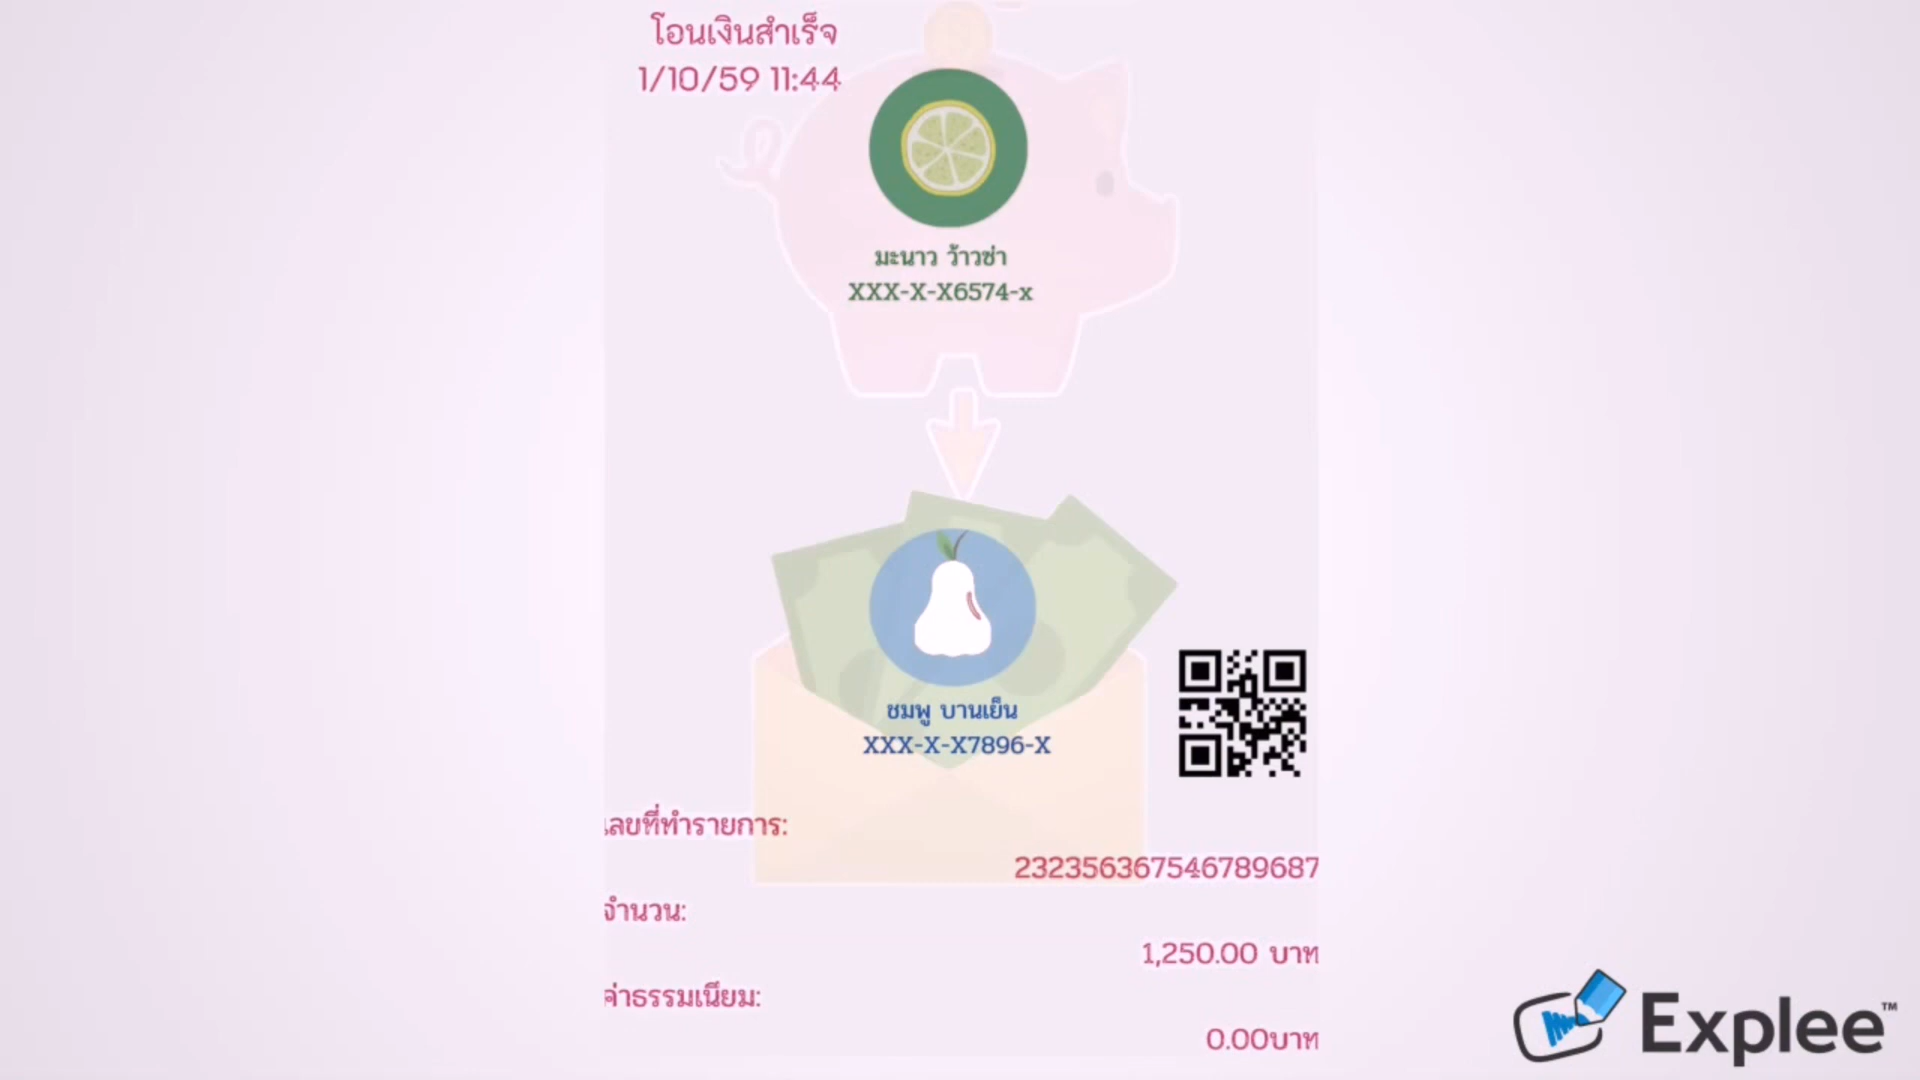 โอนเงินสำเร็จ
1/10/59 11:44
มะนาว ว้าวซ่า
XXX-X-X6574-x
ชมพู บานเย็น
XXX-X-X7896-X
เลขที่ทำรายการ:
232356367546789687
จำนวน:
1,250.00 บาท
ค่าธรรมเนียม:
0.00บาท
Explee™